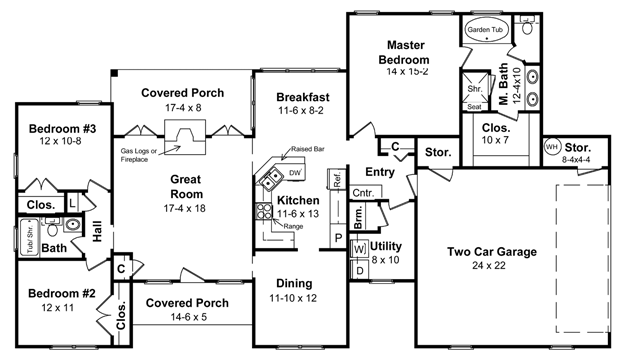 Garden Tub
Master
Bedroom
14 x 15-2
M. Bath
12-4x10
Shr.
Seat
Covered Porch
17-4 x 8
Breakfast
11-6 x 8-2
Bedroom #3
12 x 10-8
Clos.
10 x 7
Gas Logs or
Fireplace
Raised Bar
C
Entry
Stor.
WH
Stor.
8-4x4-4
Great
Room
17-4 x 18
DW
Ref.
Cntr.
Clos.
L
Kitchen
11-6 x 13
Range
Brm.
P
Tub/Shr.
Bath
Hall
Utility
8 x 10
W
D
Two Car Garage
24 x 22
C
Bedroom #2
12 x 11
Clos.
Covered Porch
14-6 x 5
Dining
11-10 x 12